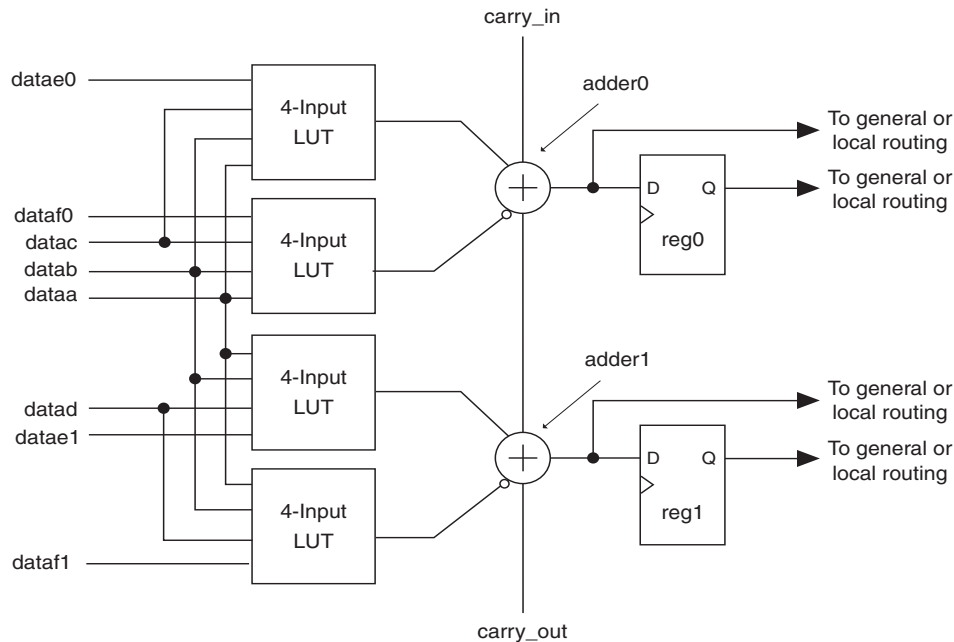 carry_in
datae0
4-Input
LUT
adder0
To general or
local routing
D
Q
reg0
To general or
local routing
dataf0
datac
datab
dataa
4-Input
LUT
4-Input
LUT
adder1
datad
datae1
To general or
local routing
D
Q
reg1
To general or
local routing
4-Input
LUT
dataf1
carry_out